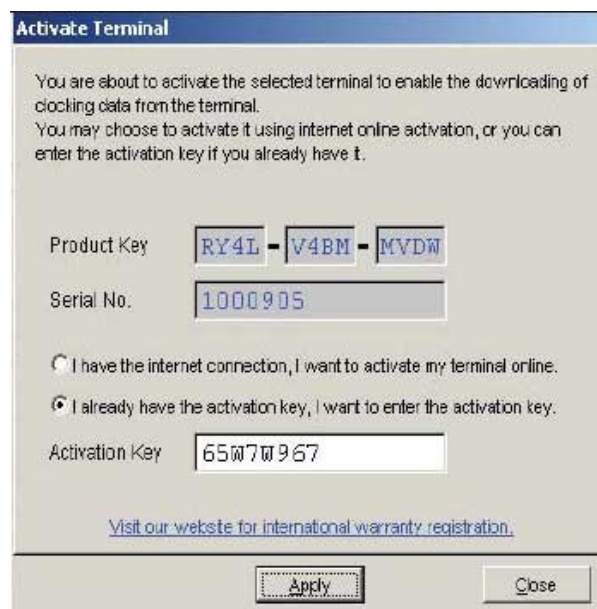 Activate Terminal
You are about to activate the selected terminal to enable the downloading of
clocking data from the terminal.
You may choose to activate it using internet online activation, or you can
enter the activation key if you already have it.
Product Key RY4L - V4BM - MVDW
Serial No. 1000905
I have the internet connection, I want to activate my terminal online.
I already have the activation key, I want to enter the activation key.
Activation Key 65W7W967
Visit our website for international warranty registration.
Apply Close